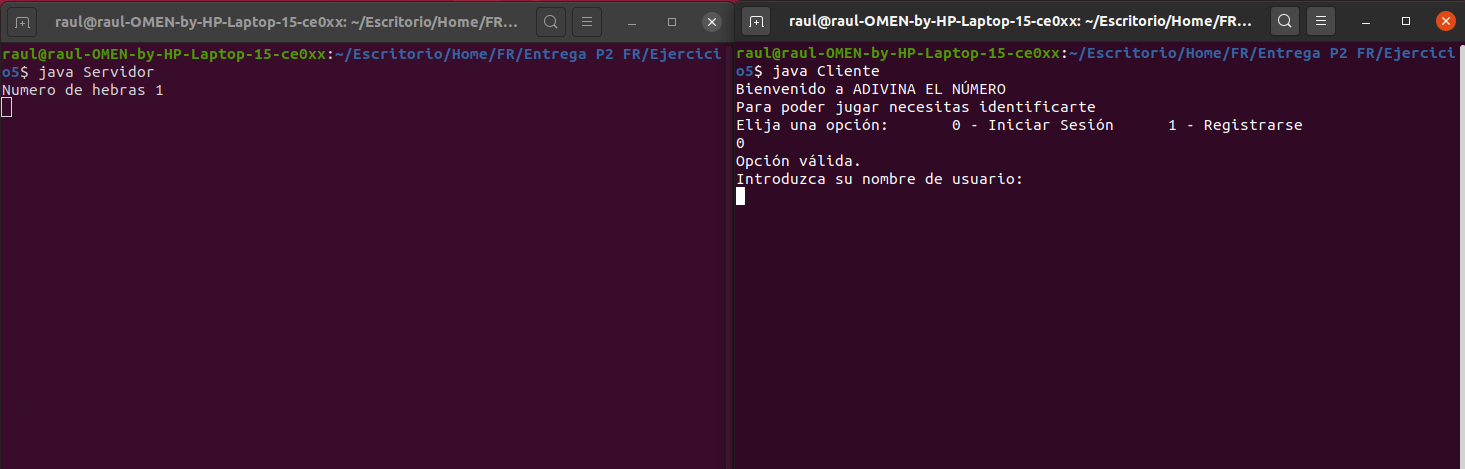 raul@raul-OMEN-by-HP-Laptop-15-ce0xx: ~/Escritorio/Home/FR...
raul@raul-OMEN-by-HP-Laptop-15-ce0xx:~/Escritorio/Home/FR/Entrega P2 FR/Ejercici
o5$ java Servidor
Numero de hebras 1
raul@raul-OMEN-by-HP-Laptop-15-ce0xx: ~/Escritorio/Home/FR...
raul@raul-OMEN-by-HP-Laptop-15-ce0xx:~/Escritorio/Home/FR/Entrega P2 FR/Ejercici
o5$ java Cliente
Bienvenido a ADIVINA EL NÚMERO
Para poder jugar necesitas identificarte
Elija una opción:       0 - Iniciar Sesión      1 - Registrarse
0
Opción válida.
Introduzca su nombre de usuario: